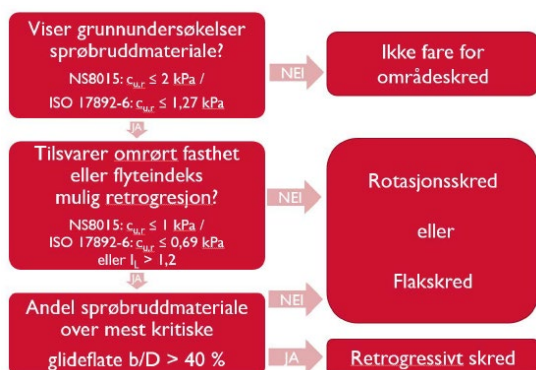 Viser grunnundersøkelser
sprøbruddmateriale?
NS8015: cu,r ≤ 2 kPa /
ISO 17892-6: cu,r ≤ 1,27 kPa
NEI
Ikke fare for
områdeskred
JA
Tilsvarer omrørt fasthet
eller flyteindeks
mulig retrogresjon?
NS8015: cu,r ≤ 1 kPa /
ISO 17892-6: cu,r ≤ 0,69 kPa
eller IL > 1,2
NEI
Rotasjonsskred
eller
Flakskred
JA
Andel sprøbruddmateriale
over mest kritiske
glideflate b/D > 40 %
NEI
JA
Retrogressivt skred